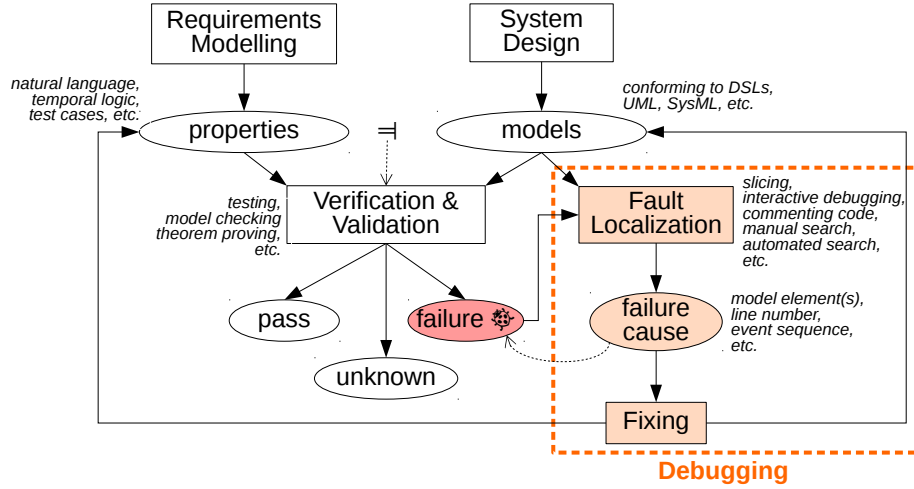 Requirements
Modelling
System
Design
natural language,
temporal logic,
test cases, etc.
conforming to DSLs,
UML, SysML, etc.
properties
⊨
models
testing,
model checking
theorem proving,
etc.
Verification &
Validation
Fault
Localization
slicing,
interactive debugging,
commenting code,
manual search,
automated search,
etc.
pass
failure
unknown
failure
cause
model element(s),
line number,
event sequence,
etc.
Fixing
Debugging